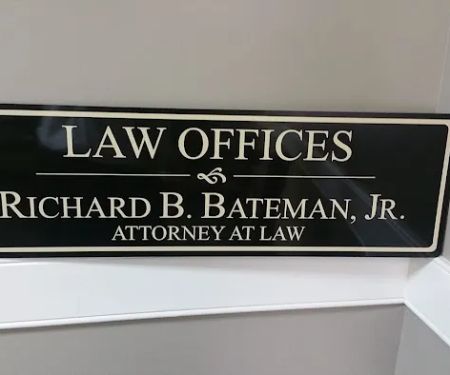 LAW OFFICES
RICHARD B. BATEMAN, JR.
ATTORNEY AT LAW